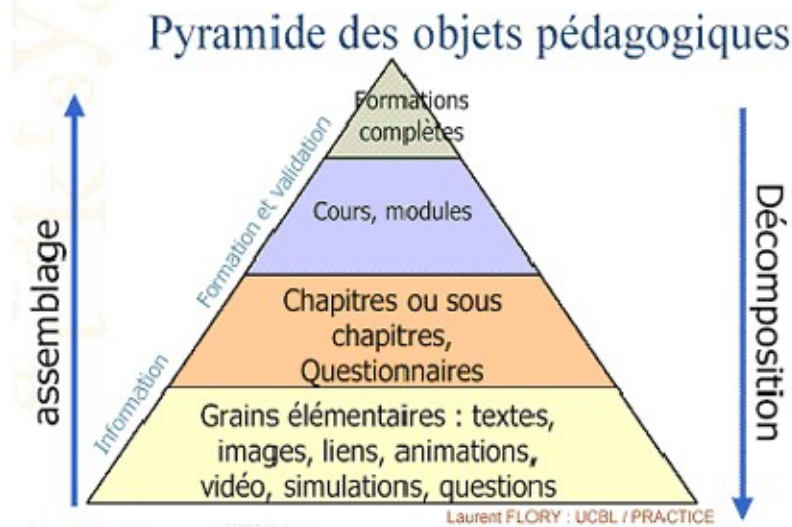 Pyramide des objets pédagogiques
Formations
complètes
Formation et validation
Cours, modules
assemblage
Décomposition
Chapitres ou sous
chapitres,
Questionnaires
Information
Grains élémentaires : textes,
images, liens, animations,
vidéo, simulations, questions
Laurent FLORY : UCBL / PRACTICE